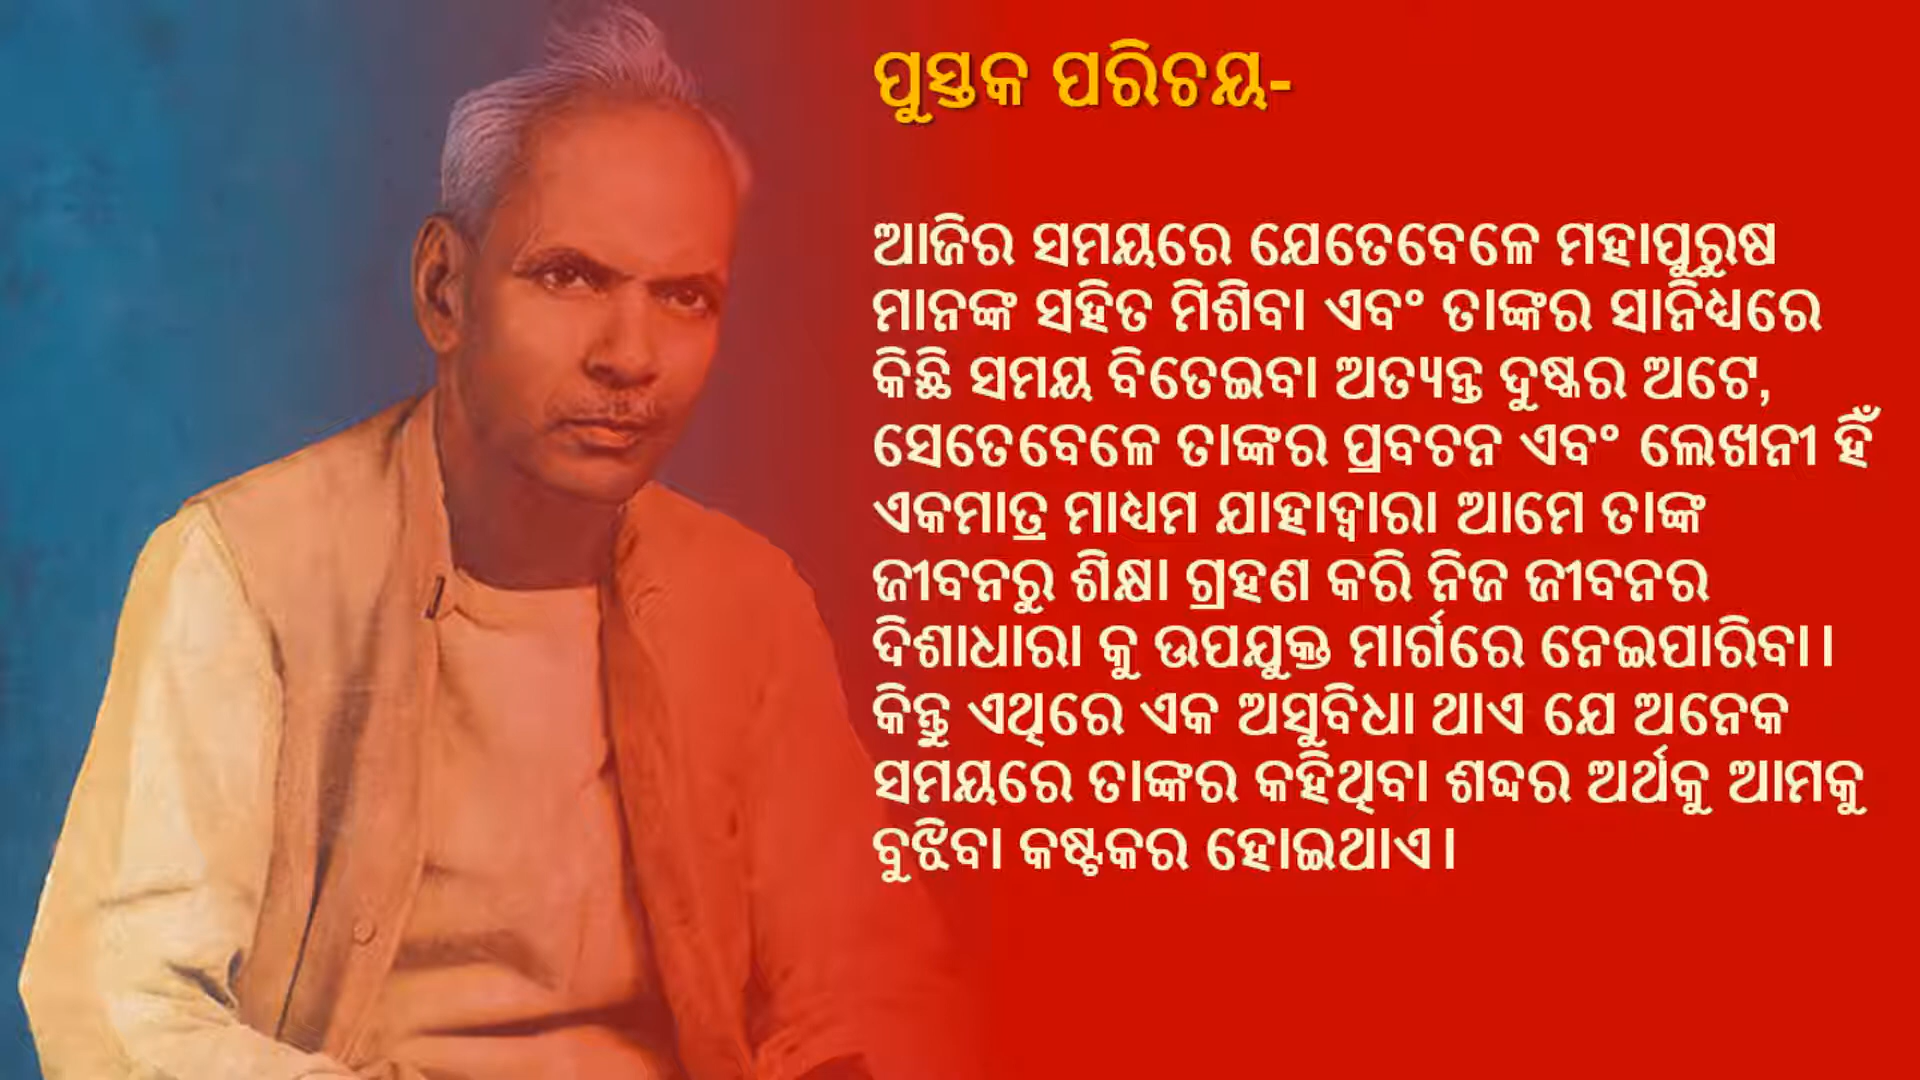 ପୁସ୍ତକ ପରିଚୟ-
ଆଜିର ସମୟରେ ଯେତେବେଳେ ମହାପୁରୁଷ
ମାନଙ୍କ ସହିତ ମିଶିବା ଏବଂ ତାଙ୍କର ସାନିଧ୍ୟରେ
କିଛି ସମୟ ବିତେଇବା ଅତ୍ୟନ୍ତ ଦୁଷ୍କର ଅଟେ,
ସେତେବେଳେ ତାଙ୍କର ପ୍ରବଚନ ଏବଂ ଲେଖନୀ ହିଁ
ଏକମାତ୍ର ମାଧ୍ୟମ ଯାହାଦ୍ୱାରା ଆମେ ତାଙ୍କ
ଜୀବନରୁ ଶିକ୍ଷା ଗ୍ରହଣ କରି ନିଜ ଜୀବନର
ଦିଶାଧାରା କୁ ଉପଯୁକ୍ତ ମାର୍ଗରେ ନେଇପାରିବା।।
କିନ୍ତୁ ଏଥିରେ ଏକ ଅସୁବିଧା ଥାଏ ଯେ ଅନେକ
ସମୟରେ ତାଙ୍କର କହିଥିବା ଶବ୍ଦର ଅର୍ଥକୁ ଆମକୁ
ବୁଝିବା କଷ୍ଟକର ହୋଇଥାଏ।